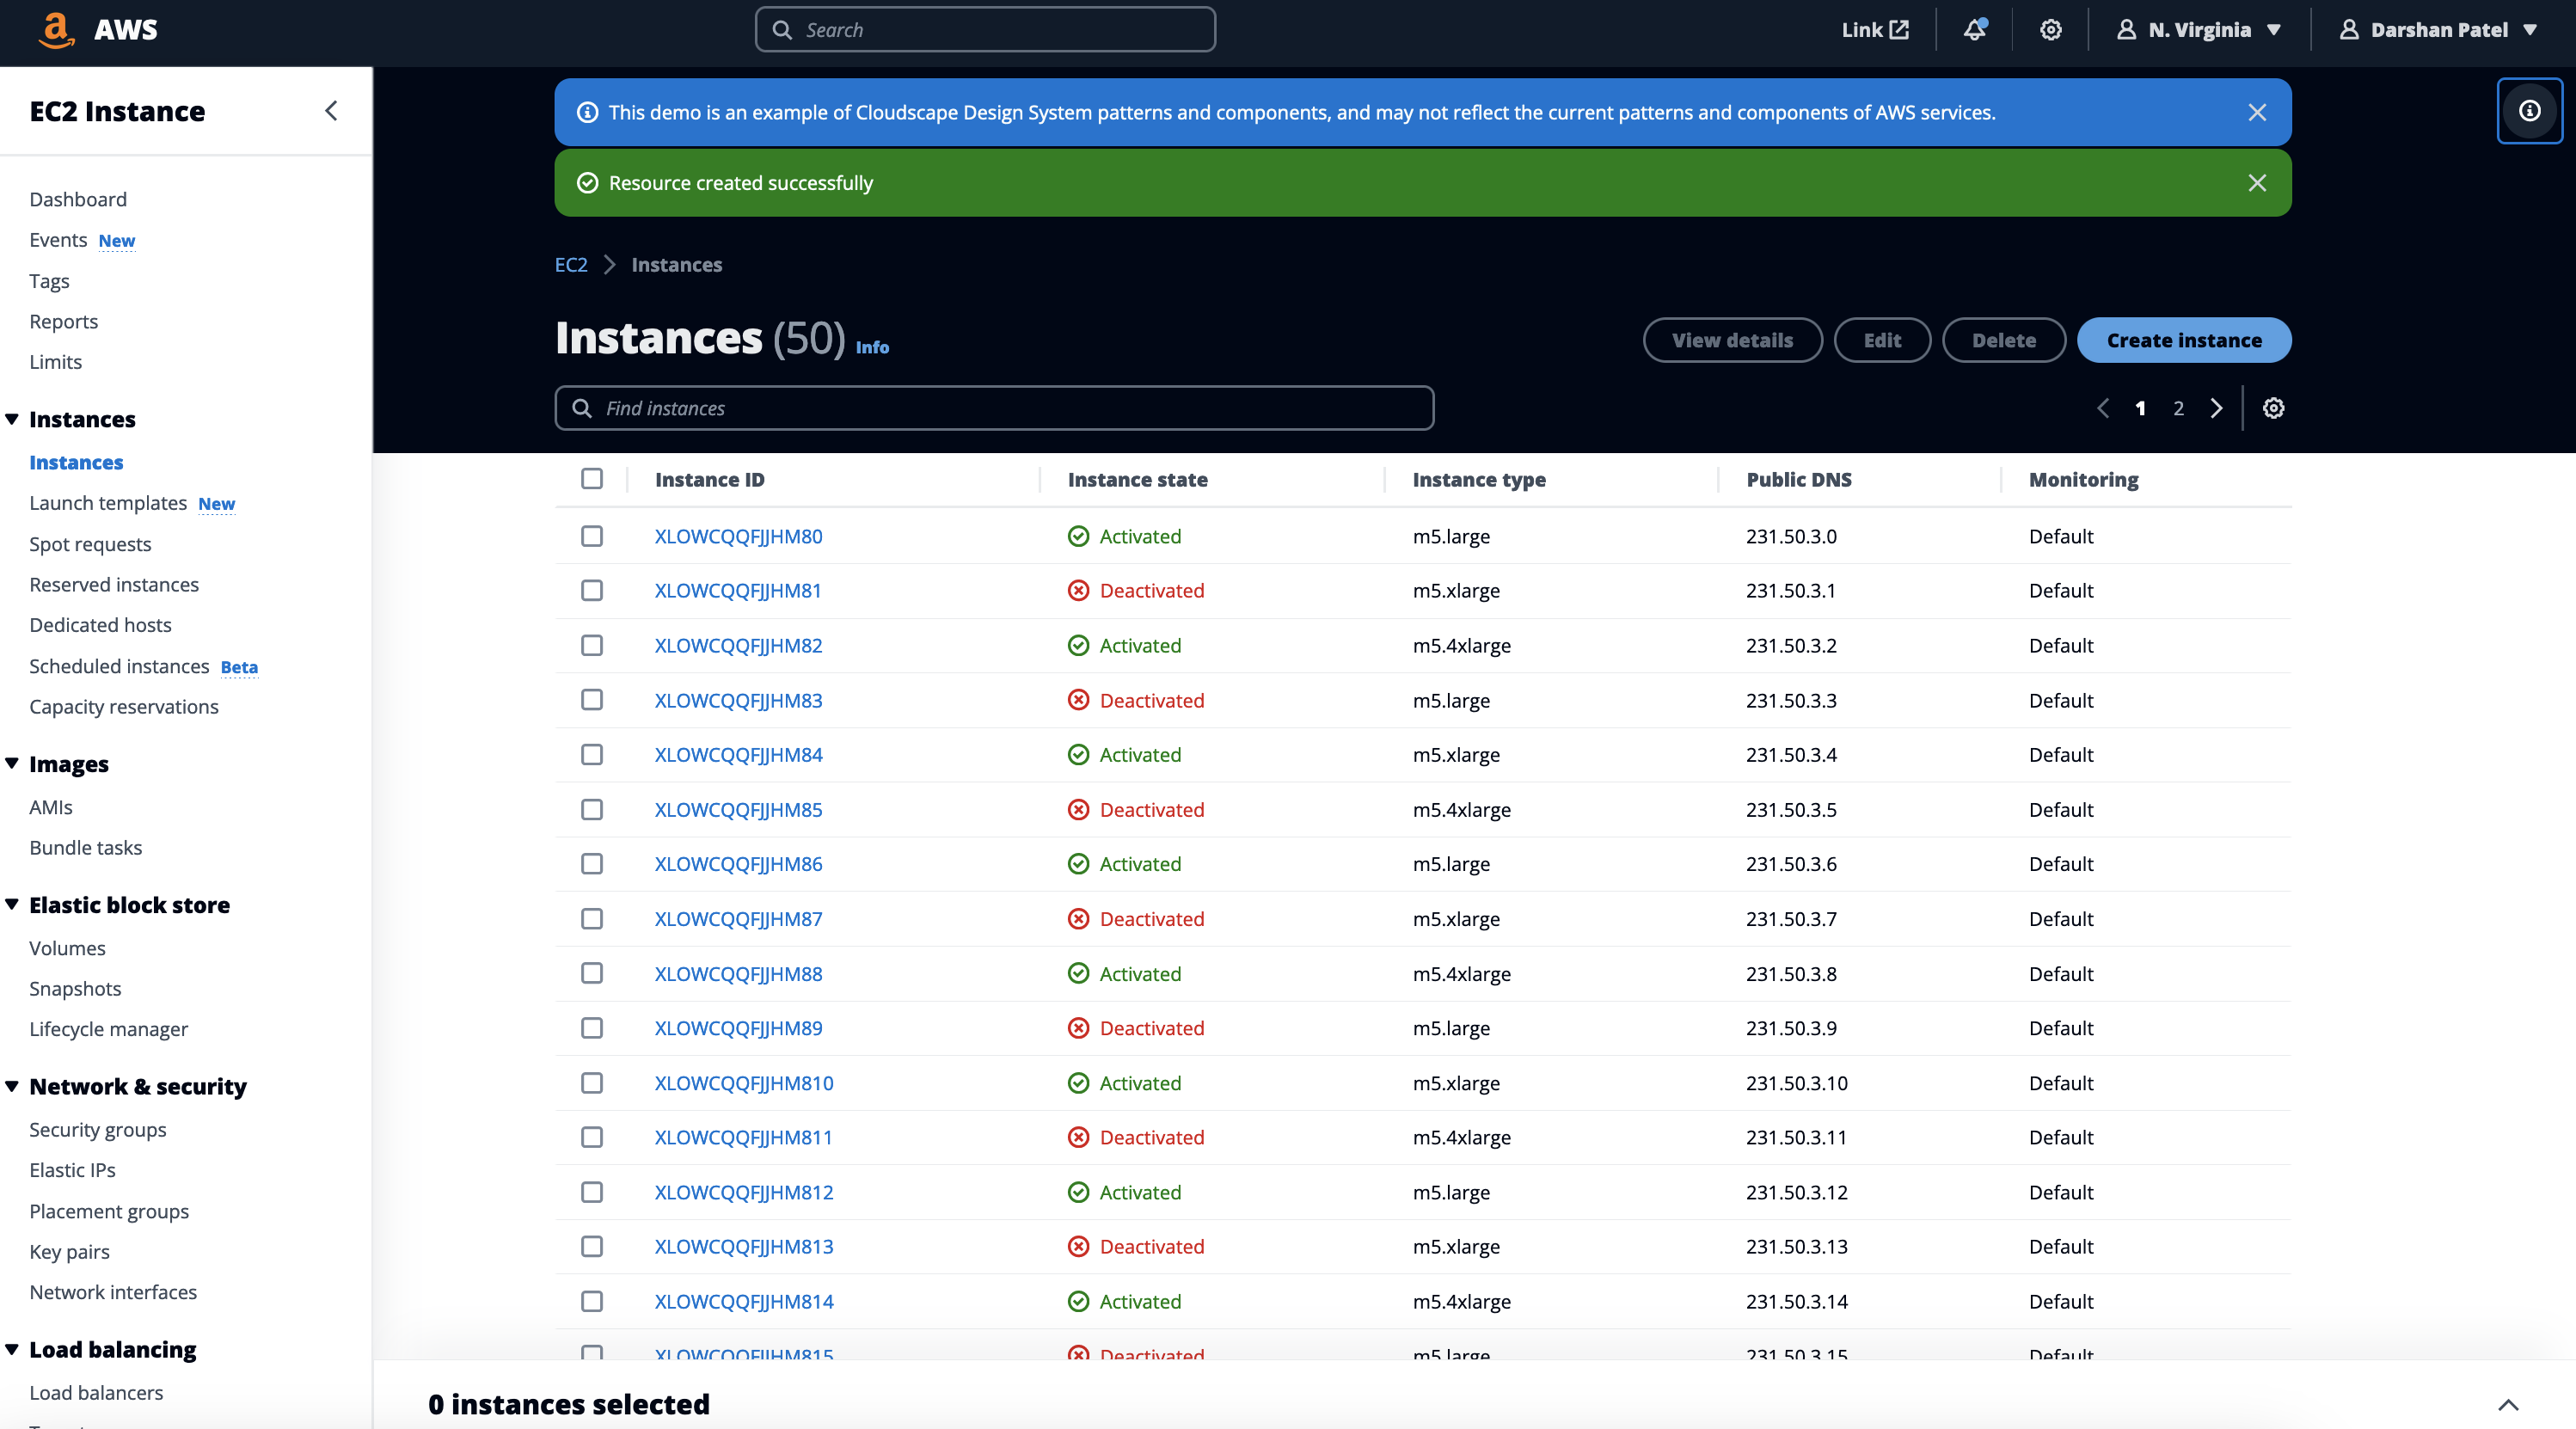 AWS
Search
Link
N. Virginia
Darshan Patel
EC2 Instance
Dashboard
Events New
Tags
Reports
Limits
Instances
Instances
Launch templates New
Spot requests
Reserved instances
Dedicated hosts
Scheduled instances Beta
Capacity reservations
Images
AMIs
Bundle tasks
Elastic block store
Volumes
Snapshots
Lifecycle manager
Network & security
Security groups
Elastic IPs
Placement groups
Key pairs
Network interfaces
Load balancing
Load balancers
This demo is an example of Cloudscape Design System patterns and components, and may not reflect the current patterns and components of AWS services.
Resource created successfully
EC2 Instances
Instances (50) Info
View details Edit Delete Create instance
Find instances
1 2
Instance ID Instance state Instance type Public DNS Monitoring
XLOWCQQFJJHM80 Activated m5.large 231.50.3.0 Default
XLOWCQQFJJHM81 Deactivated m5.xlarge 231.50.3.1 Default
XLOWCQQFJJHM82 Activated m5.4xlarge 231.50.3.2 Default
XLOWCQQFJJHM83 Deactivated m5.large 231.50.3.3 Default
XLOWCQQFJJHM84 Activated m5.xlarge 231.50.3.4 Default
XLOWCQQFJJHM85 Deactivated m5.4xlarge 231.50.3.5 Default
XLOWCQQFJJHM86 Activated m5.large 231.50.3.6 Default
XLOWCQQFJJHM87 Deactivated m5.xlarge 231.50.3.7 Default
XLOWCQQFJJHM88 Activated m5.4xlarge 231.50.3.8 Default
XLOWCQQFJJHM89 Deactivated m5.large 231.50.3.9 Default
XLOWCQQFJJHM810 Activated m5.xlarge 231.50.3.10 Default
XLOWCQQFJJHM811 Deactivated m5.4xlarge 231.50.3.11 Default
XLOWCQQFJJHM812 Activated m5.large 231.50.3.12 Default
XLOWCQQFJJHM813 Deactivated m5.xlarge 231.50.3.13 Default
XLOWCQQFJJHM814 Activated m5.4xlarge 231.50.3.14 Default
XLOWCQQFJJHM815 Deactivated m5.large 231.50.3.15 Default
0 instances selected